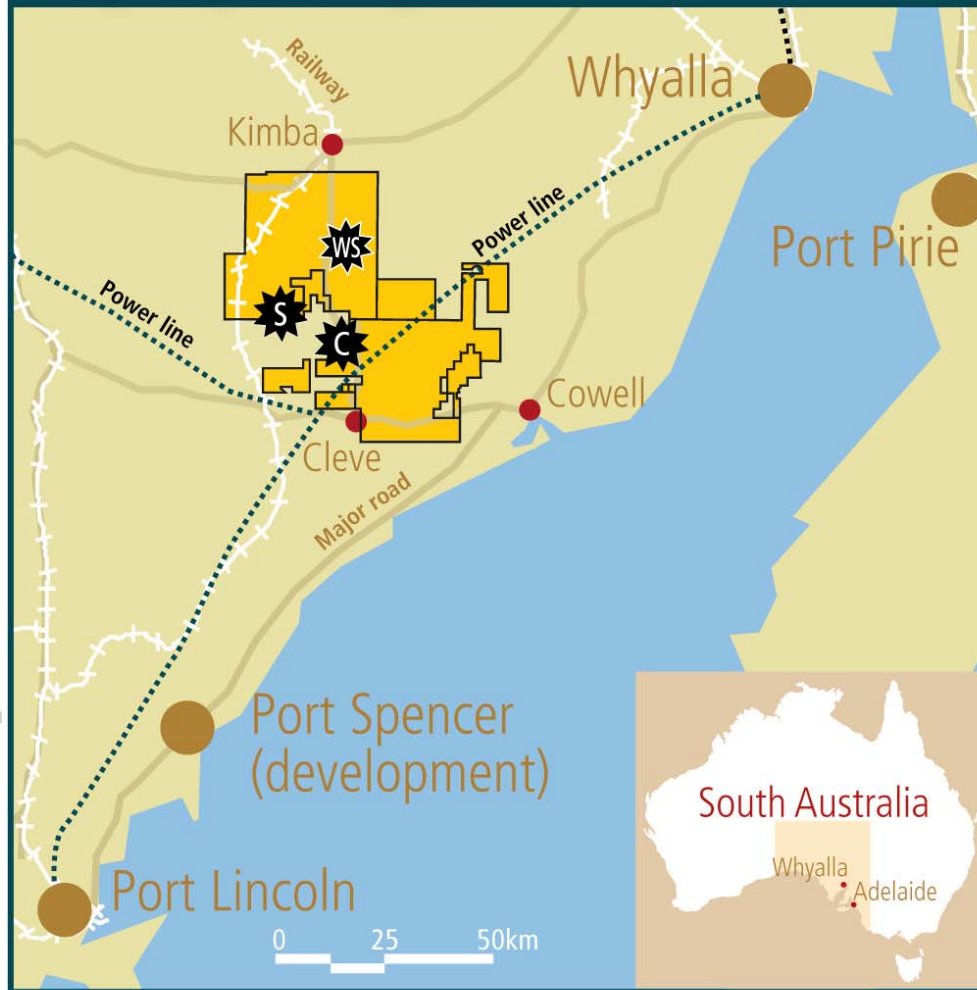 Railway
Whyalla
Kimba
Power line
WS
Port Pirie
Power line
S
C
Cowell
Cleve
Major road
Port Spencer
(development)
South Australia
Whyalla
Adelaide
Port Lincoln
0 25 50km